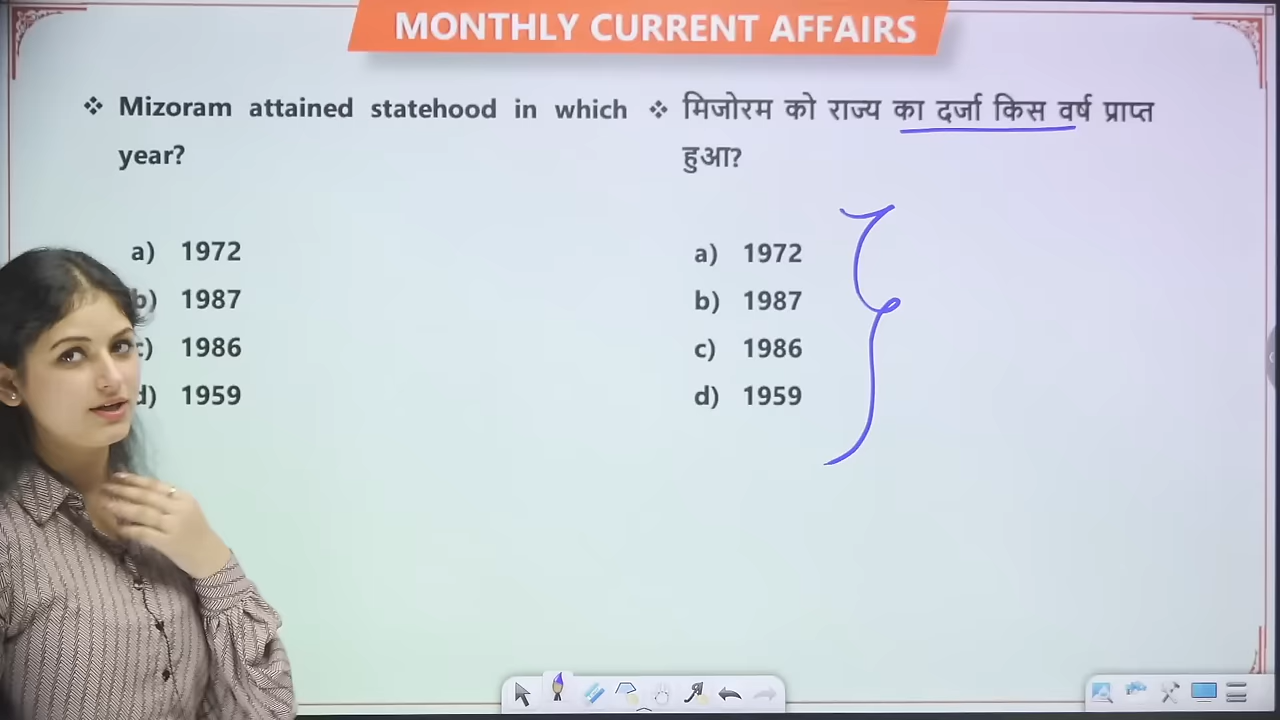 MONTHLY CURRENT AFFAIRS
❖ Mizoram attained statehood in which
year?
a) 1972
b) 1987
c) 1986
d) 1959
❖ मिजोरम को राज्य का दर्जा किस वर्ष प्राप्त
हुआ?
a) 1972
b) 1987
c) 1986
d) 1959